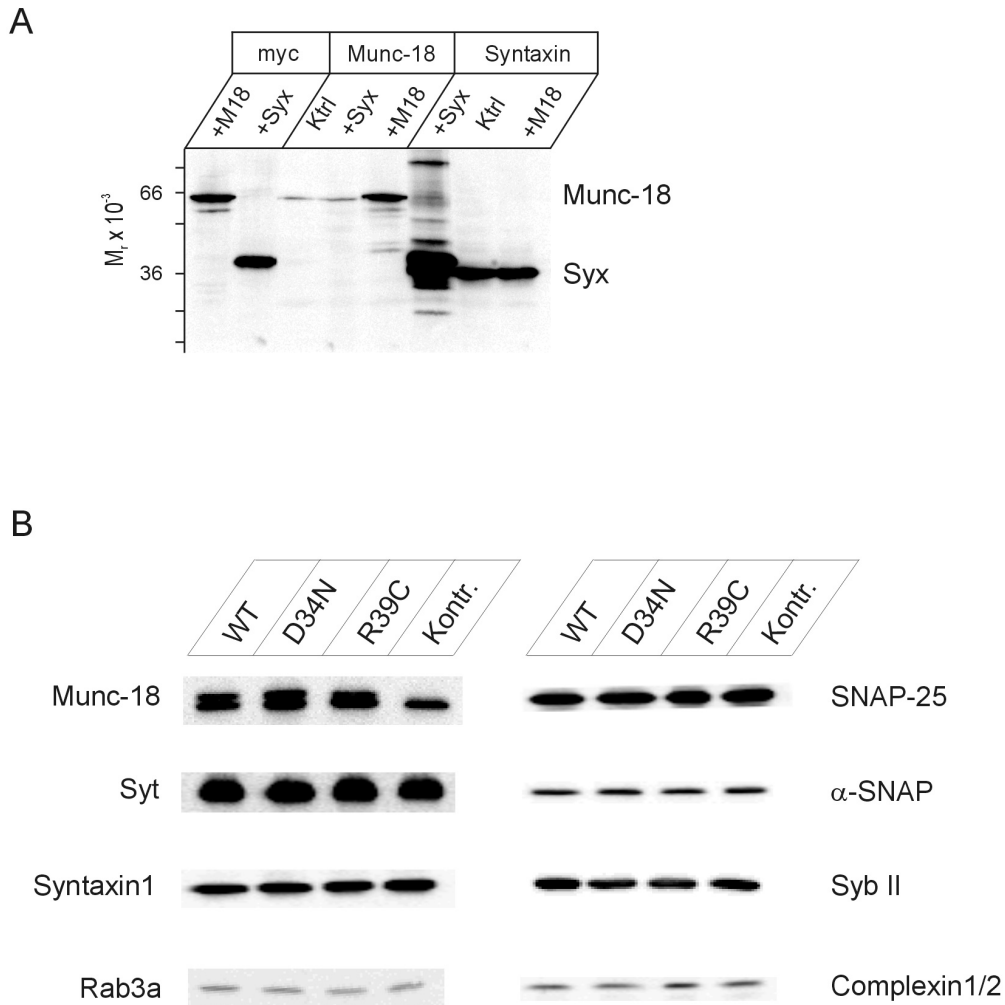 A
myc Munc-18 Syntaxin
+M18 +Syx Ktrl +Syx +M18 +Syx Ktrl +M18
66
36
Mr x 10-3
Munc-18
Syx
B
WT D34N R39C Kontr. WT D34N R39C Kontr.
Munc-18 SNAP-25
Syt α-SNAP
Syntaxin1 Syb II
Rab3a Complexin1/2